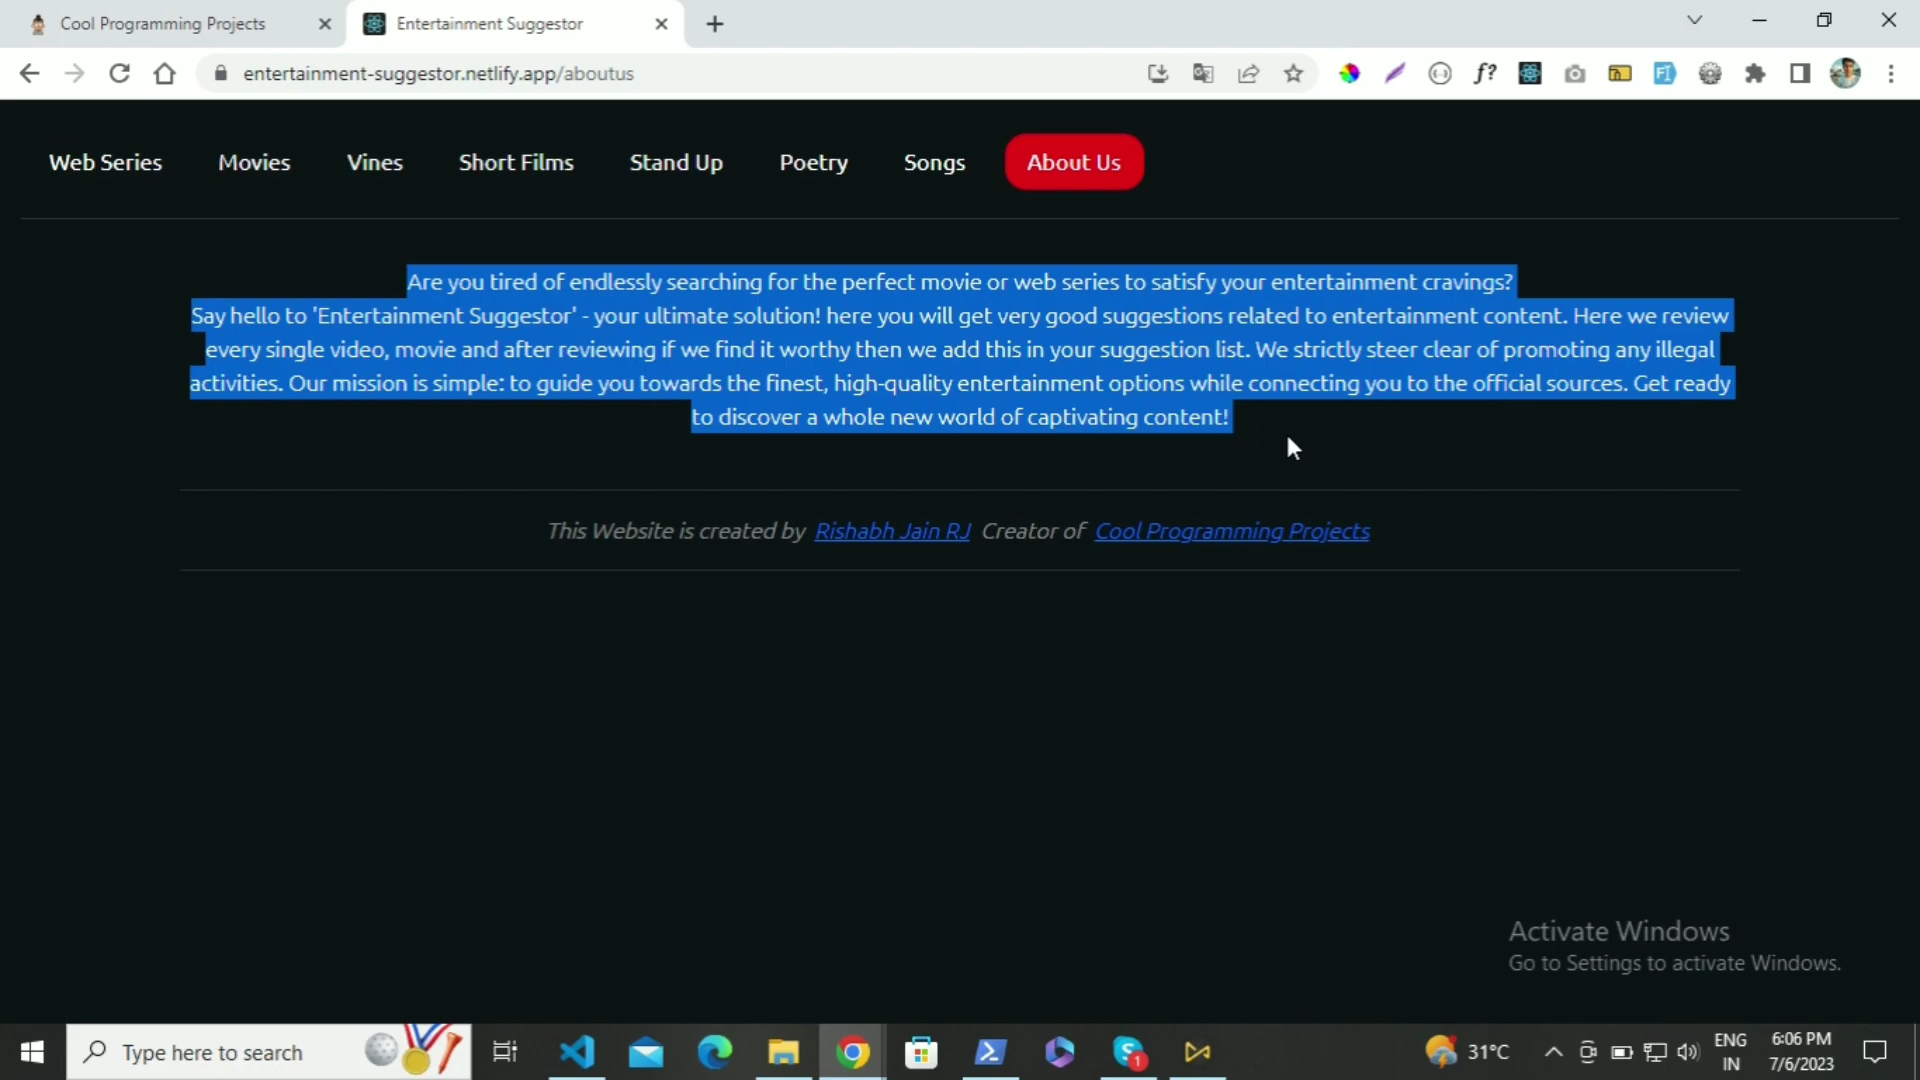 Cool Programming Projects
Entertainment Suggestor
entertainment-suggestor.netlify.app/aboutus
Web Series
Movies
Vines
Short Films
Stand Up
Poetry
Songs
About Us
Are you tired of endlessly searching for the perfect movie or web series to satisfy your entertainment cravings?
Say hello to 'Entertainment Suggestor' - your ultimate solution! here you will get very good suggestions related to entertainment content. Here we review
every single video, movie and after reviewing if we find it worthy then we add this in your suggestion list. We strictly steer clear of promoting any illegal
activities. Our mission is simple: to guide you towards the finest, high-quality entertainment options while connecting you to the official sources. Get ready
to discover a whole new world of captivating content!
This Website is created by Rishabh Jain RJ Creator of Cool Programming Projects
Activate Windows
Go to Settings to activate Windows.
Type here to search
31°C
ENG
IN
6:06 PM
7/6/2023